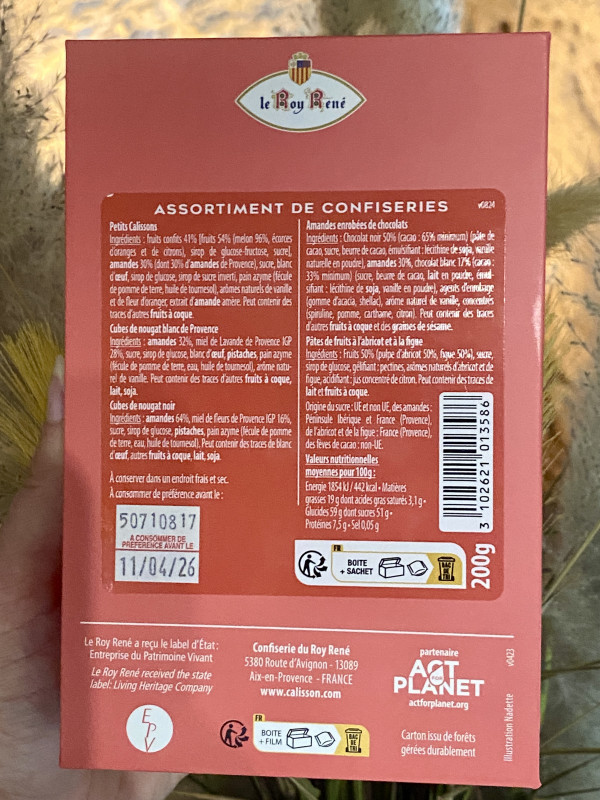 le Roy René
ASSORTIMENT DE CONFISERIES
v0824
Petits Calissons
Ingrédients : fruits confits 41% [fruits 54% (melon 96%, écorces
d'oranges et de citrons), sirop de glucose-fructose, sucre],
amandes 30% (dont 30% d'amandes de Provence), sucre, blanc
d'œuf, sirop de glucose, sirop de sucre inverti, pain azyme (fécule
de pomme de terre, huile de tournesol), arômes naturels de vanille
et de fleur d'oranger, extrait d'amande amère. Peut contenir des
traces d'autres fruits à coque.
Cubes de nougat blanc de Provence
Ingrédients : amandes 32%, miel de Lavande de Provence IGP
28%, sucre, sirop de glucose, blanc d'œuf, pistaches, pain azyme
(fécule de pomme de terre, eau, huile de tournesol), arôme natu-
rel de vanille. Peut contenir des traces d'autres fruits à coque,
lait, soja.
Cubes de nougat noir
Ingrédients : amandes 64%, miel de fleurs de Provence IGP 16%,
sucre, sirop de glucose, pistaches, pain azyme (fécule de pomme
de terre, eau, huile de tournesol). Peut contenir des traces de blanc
d'œuf, autres fruits à coque, lait, soja.
À conserver dans un endroit frais et sec.
À consommer de préférence avant le :
50710817
A CONSOMMER DE
PREFERENCE AVANT LE
11/04/26
Amandes enrobées de chocolats
Ingrédients : Chocolat noir 50% (cacao : 65% minimum) (pâte de
cacao, sucre, beurre de cacao, émulsifiant : lécithine de soja, vanille
naturelle en poudre), amandes 30%, chocolat blanc 17% (cacao :
33% minimum) (sucre, beurre de cacao, lait en poudre, émul-
sifiant : lécithine de soja, vanille en poudre), agents d'enrobage
(gomme d'acacia, shellac), arôme naturel de vanille, concentrés
(spiruline, pomme, carthame, citron). Peut contenir des traces
d'autres fruits à coque et des graines de sésame.
Pâtes de fruits à l'abricot et à la figue
Ingrédients : Fruits 50% (pulpe d'abricot 50%, figue 50%), sucre,
sirop de glucose, gélifiant : pectines, arômes naturels d'abricot et de
figue, acidifiant : jus concentré de citron. Peut contenir des traces de
lait et fruits à coque.
Origine du sucre : UE et non UE, des amandes :
Péninsule Ibérique et France (Provence),
de l'abricot et de la figue : France (Provence),
des fèves de cacao : non-UE.
Valeurs nutritionnelles
moyennes pour 100g :
Energie 1854 kJ / 442 kcal • Matières
grasses 19 g dont acides gras saturés 3,1 g •
Glucides 59 g dont sucres 51 g •
Protéines 7,5 g • Sel 0,05 g
3 102621 013586
FR
BOITE
+ SACHET
BAC
DE
TRI
200g
Le Roy René a reçu le label d'État :
Entreprise du Patrimoine Vivant
Le Roy René received the state
label: Living Heritage Company
EPV
Confiserie du Roy René
5380 Route d'Avignon - 13089
Aix-en-Provence - FRANCE
www.calisson.com
FR
BOITE
+ FILM
BAC
DE
TRI
partenaire
ACT
FOR
PLANET
actforplanet.org
Carton issu de forêts
gérées durablement
Illustration Nadette
v0423